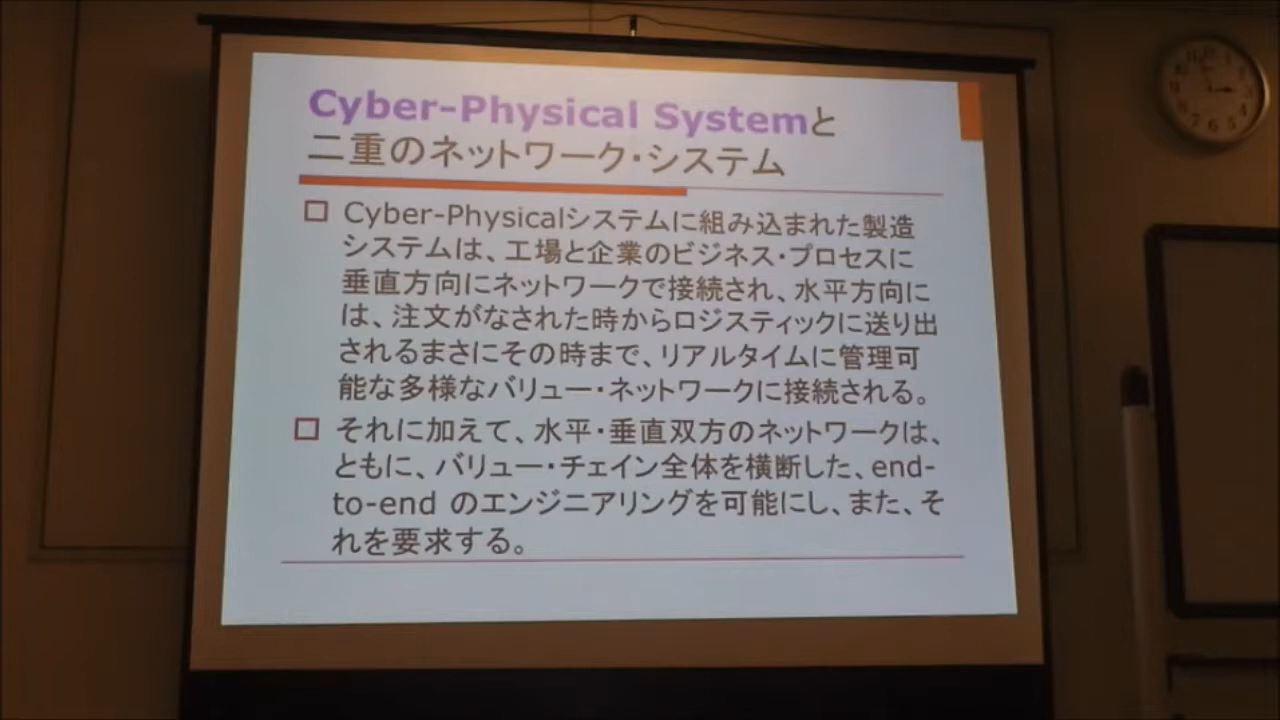 Cyber-Physical Systemと
二重のネットワーク・システム
Cyber-Physicalシステムに組み込まれた製造
システムは、工場と企業のビジネス・プロセスに
垂直方向にネットワークで接続され、水平方向に
は、注文がなされた時からロジスティックに送り出
されるまさにその時まで、リアルタイムに管理可
能な多様なバリュー・ネットワークに接続される。
それに加えて、水平・垂直双方のネットワークは、
ともに、バリュー・チェイン全体を横断した、end-
to-end のエンジニアリングを可能にし、また、そ
れを要求する。